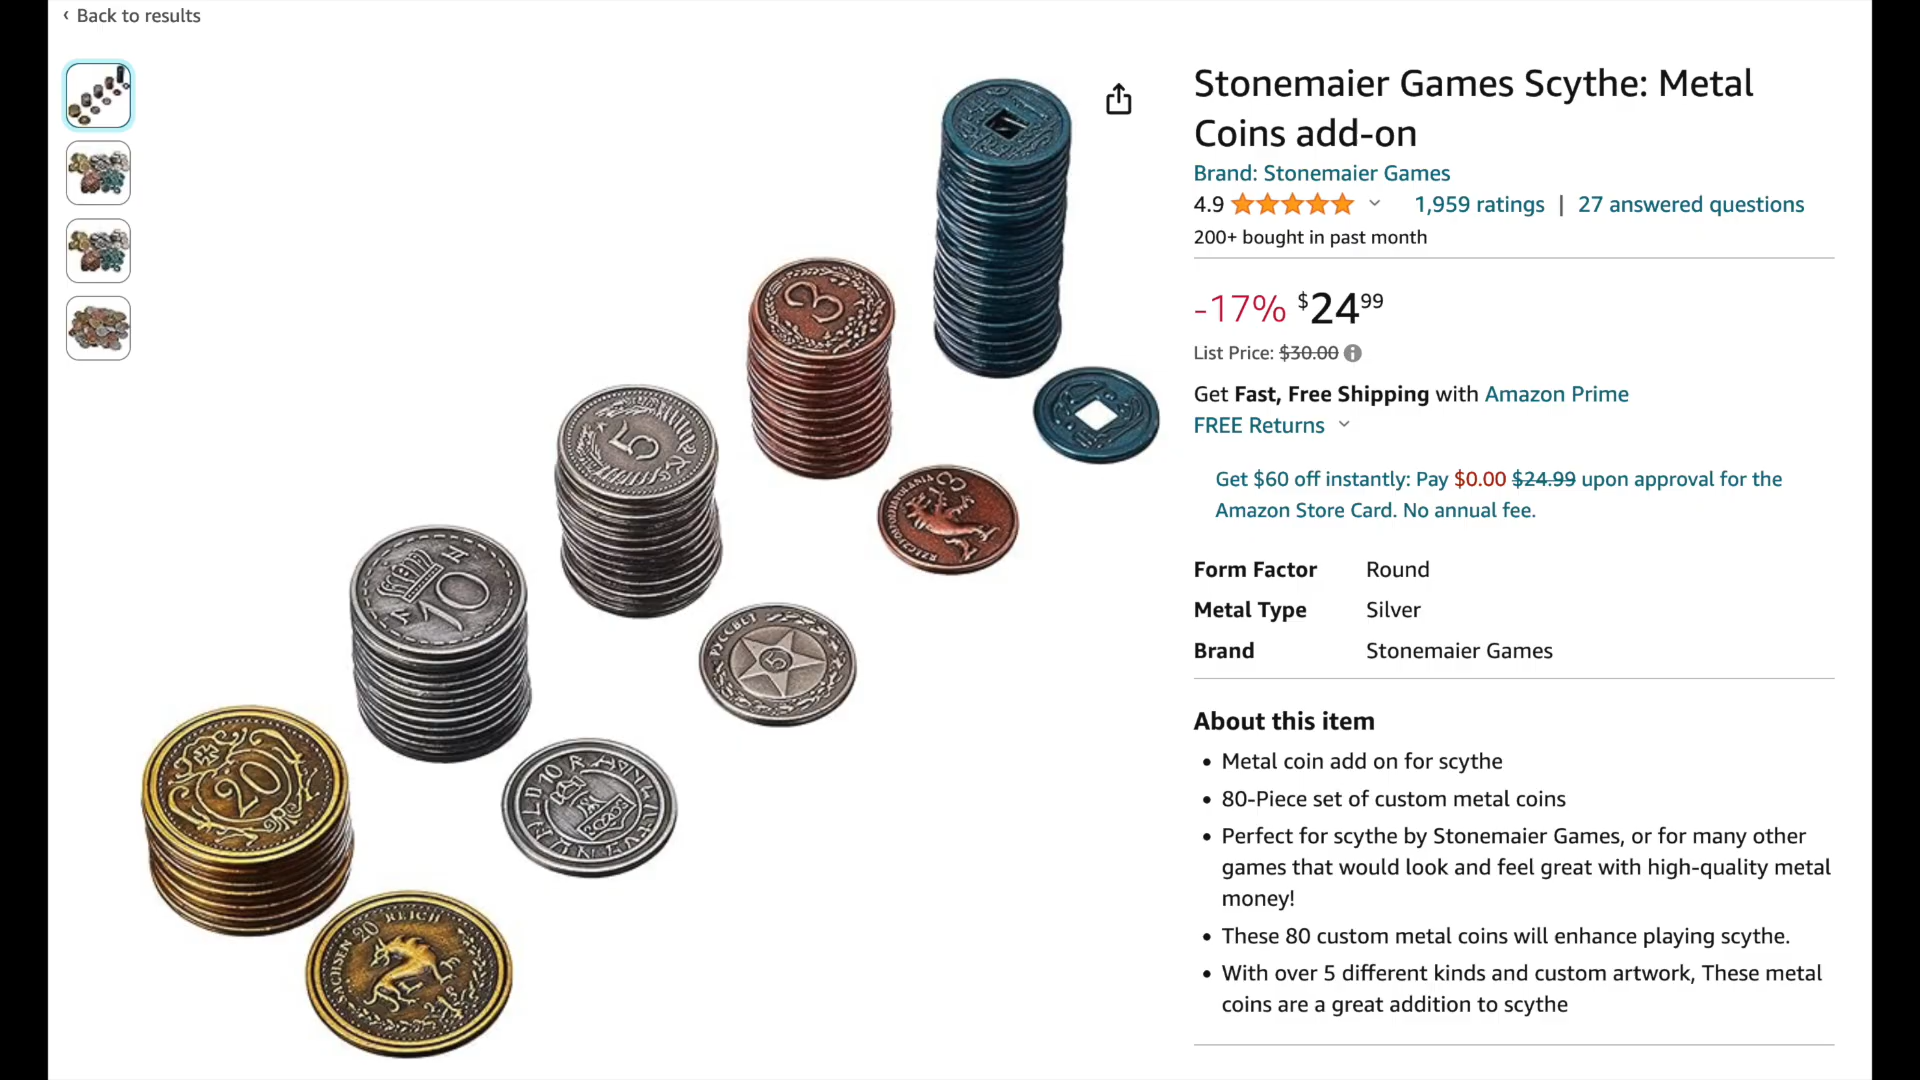 ‹ Back to results
Stonemaier Games Scythe: Metal
Coins add-on
Brand: Stonemaier Games
4.9
1,959 ratings | 27 answered questions
200+ bought in past month
-17% $24 99
List Price: $30.00
Get Fast, Free Shipping with Amazon Prime
FREE Returns
Get $60 off instantly: Pay $0.00 $24.99 upon approval for the
Amazon Store Card. No annual fee.
Form Factor Round
Metal Type Silver
Brand Stonemaier Games
About this item
• Metal coin add on for scythe
• 80-Piece set of custom metal coins
• Perfect for scythe by Stonemaier Games, or for many other
games that would look and feel great with high-quality metal
money!
• These 80 custom metal coins will enhance playing scythe.
• With over 5 different kinds and custom artwork, These metal
coins are a great addition to scythe
3
5
3
10
РУССВЕТ
5
20
10
SACHSEN 20 REICH